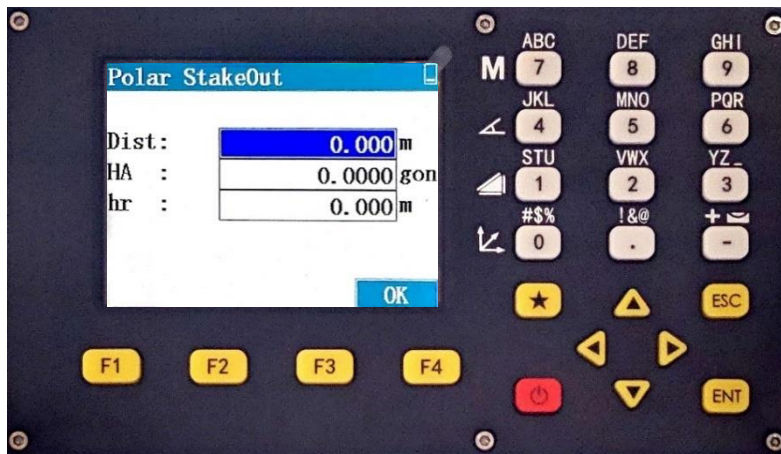 Polar StakeOut
Dist: 0.000 m
HA : 0.0000 gon
hr : 0.000 m
OK
F1 F2 F3 F4
ABC DEF GHI
M 7 8 9
JKL MNO PQR
4 5 6
STU VWX YZ_
1 2 3
#$% !&@ +
0 . -
ESC
ENT